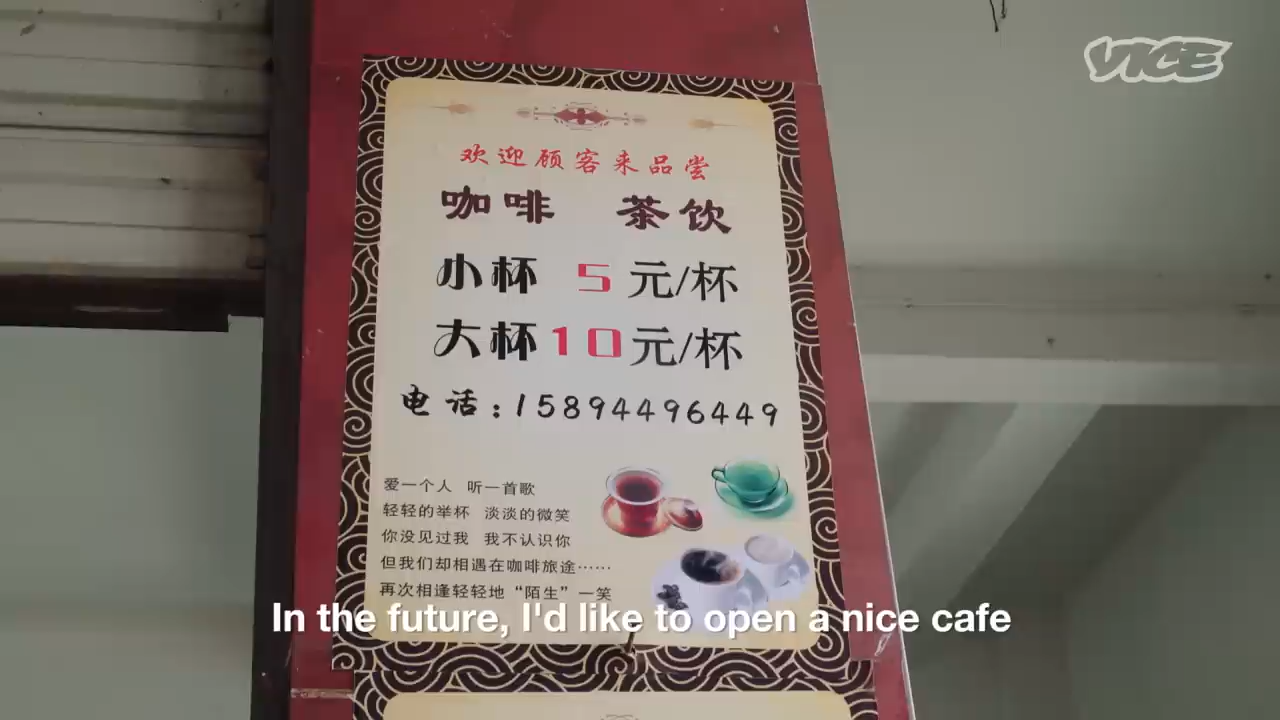 VICE
欢迎顾客来品尝
咖啡 茶饮
小杯 5 元/杯
大杯10元/杯
电话:15894496449
爱一个人 听一首歌
轻轻的举杯 淡淡的微笑
你没见过我 我不认识你
但我们却相遇在咖啡旅途……
再次相逢轻轻地“陌生”一笑
In the future, I'd like to open a nice cafe